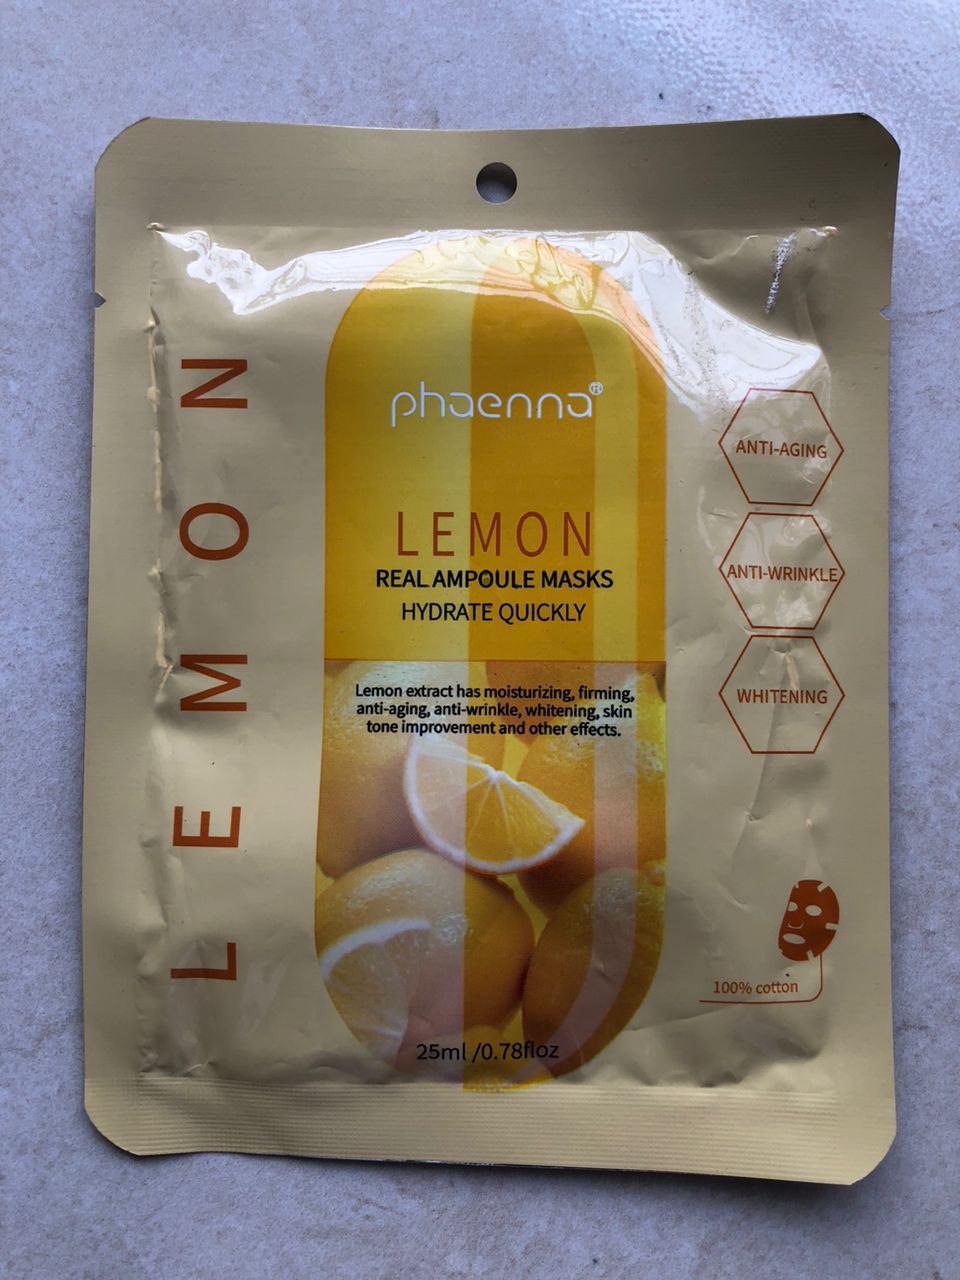 LEMON
phaenna®
LEMON
REAL AMPOULE MASKS
HYDRATE QUICKLY
Lemon extract has moisturizing, firming,
anti-aging, anti-wrinkle, whitening, skin
tone improvement and other effects.
25ml /0.78floz
ANTI-AGING
ANTI-WRINKLE
WHITENING
100% cotton